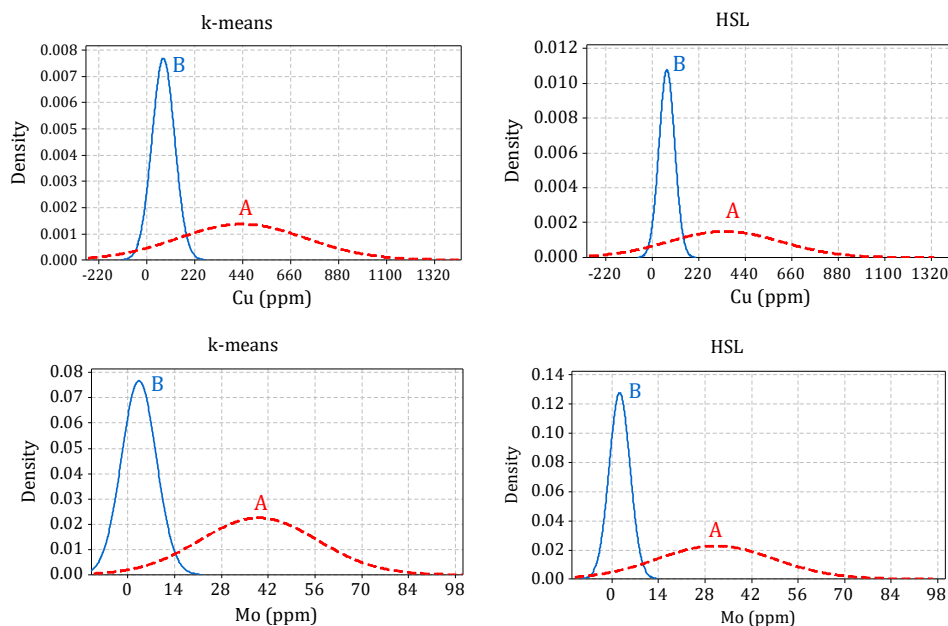 k-means
0.008
0.007
0.006
0.005
0.004
0.003
0.002
0.001
0.000
Density
B
A
-220 0 220 440 660 880 1100 1320
Cu (ppm)
HSL
0.012
0.010
0.008
0.006
0.004
0.002
0.000
Density
B
A
-220 0 220 440 660 880 1100 1320
Cu (ppm)
k-means
0.08
0.07
0.06
0.05
0.04
0.03
0.02
0.01
0.00
Density
B
A
0 14 28 42 56 70 84 98
Mo (ppm)
HSL
0.14
0.12
0.10
0.08
0.06
0.04
0.02
0.00
Density
B
A
0 14 28 42 56 70 84 98
Mo (ppm)